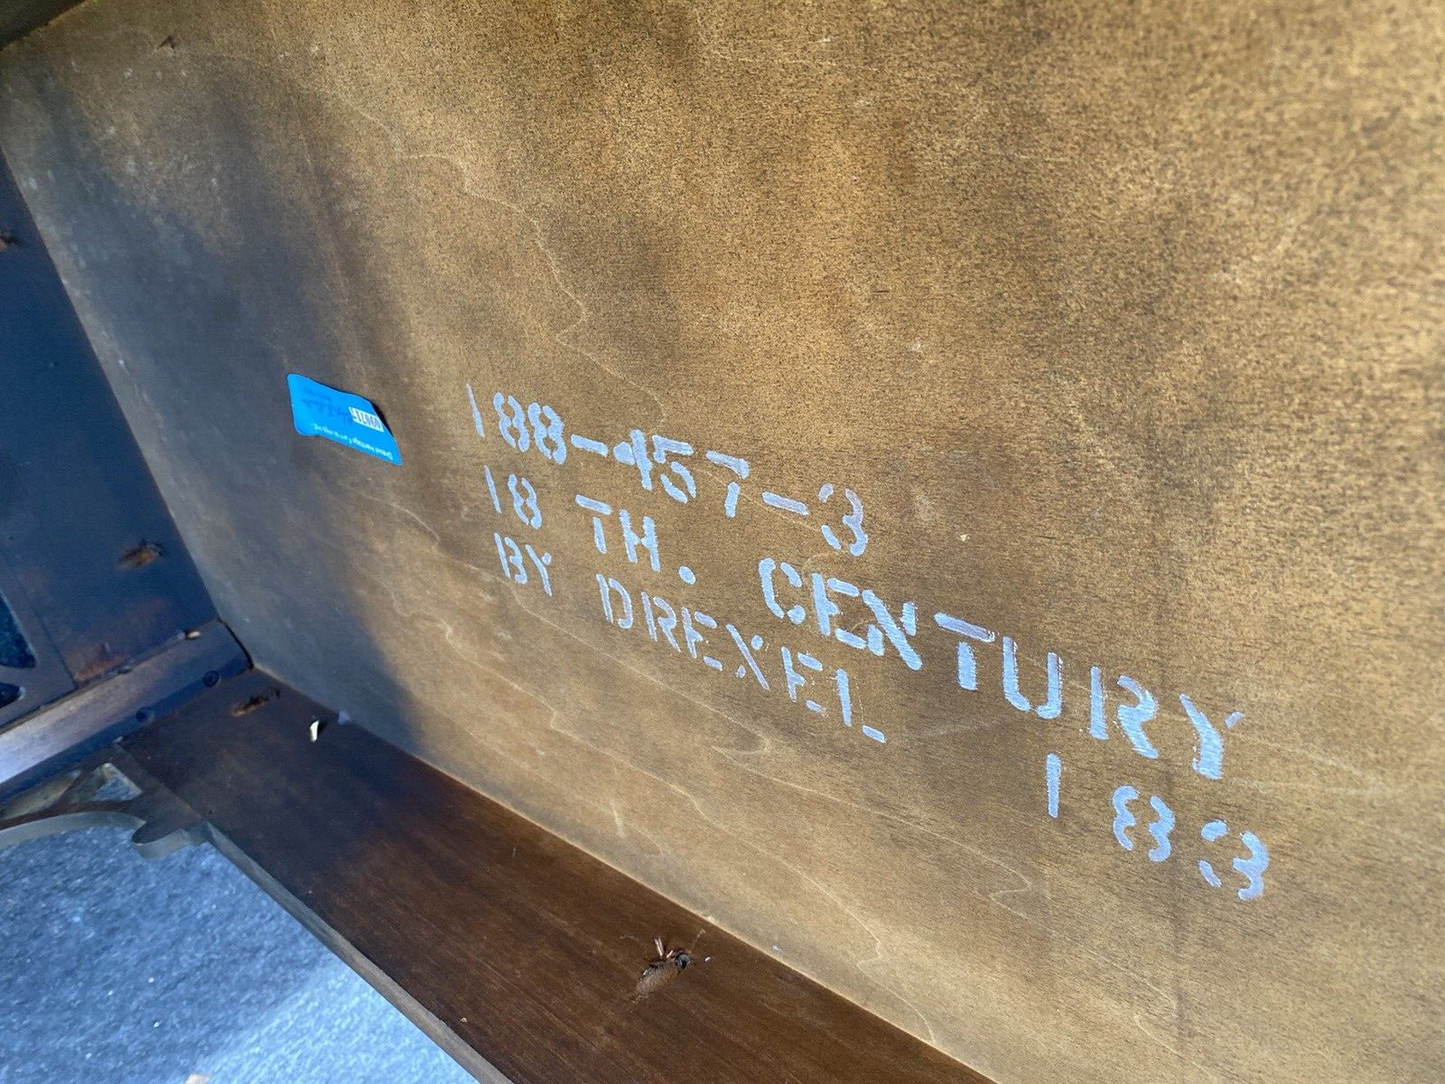 188-457-3
18 TH. CENTURY
BY DREXEL
183